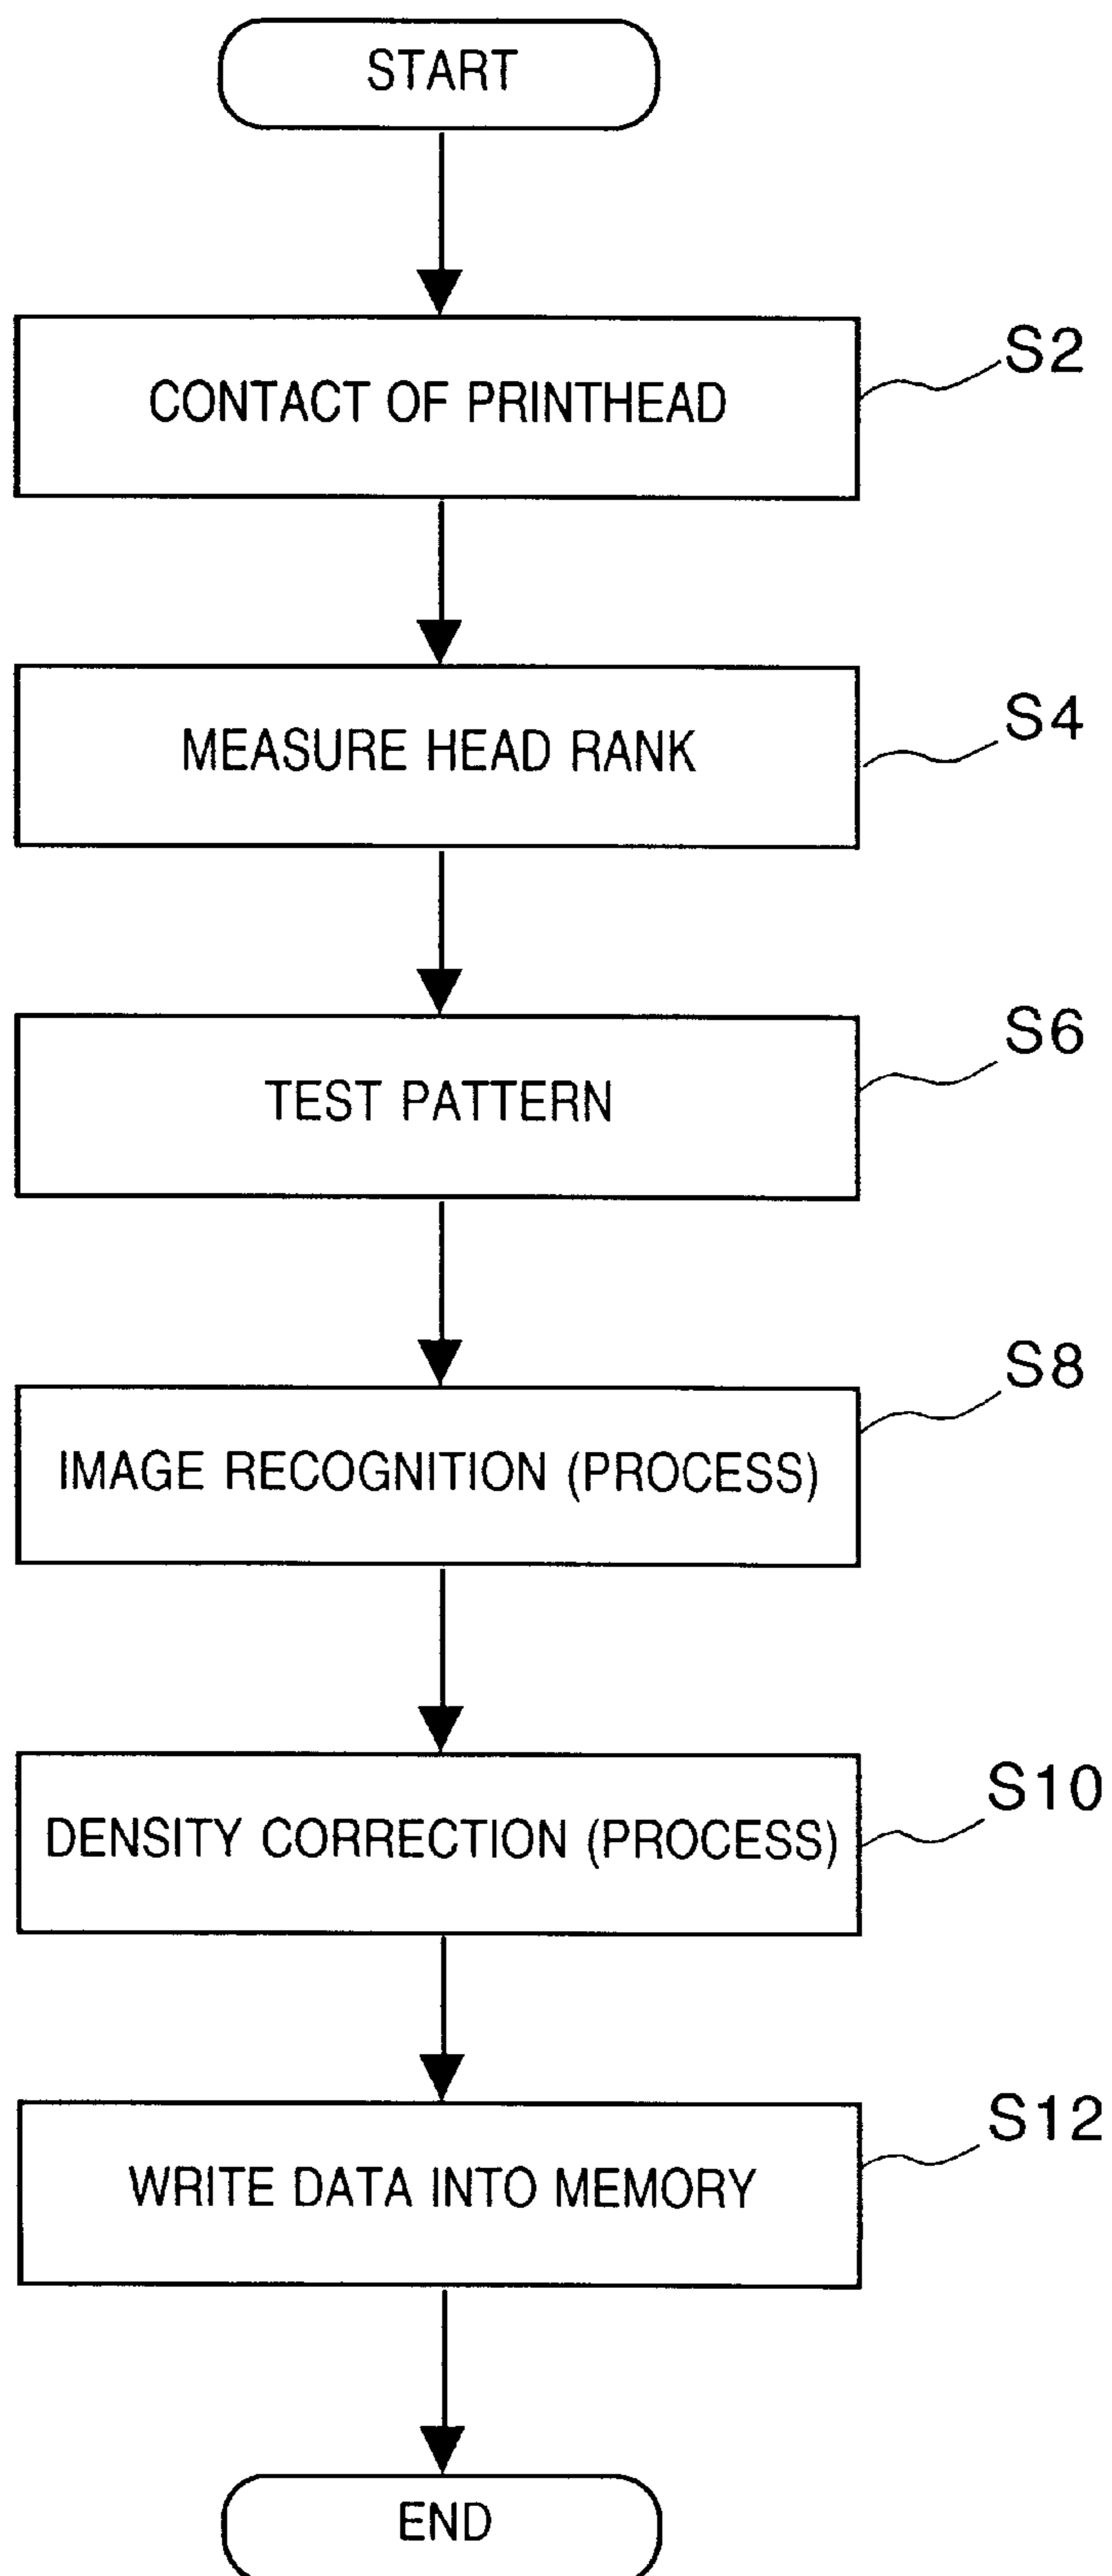 START
CONTACT OF PRINTHEAD
S2
MEASURE HEAD RANK
S4
TEST PATTERN
S6
IMAGE RECOGNITION (PROCESS)
S8
DENSITY CORRECTION (PROCESS)
S10
WRITE DATA INTO MEMORY
S12
END